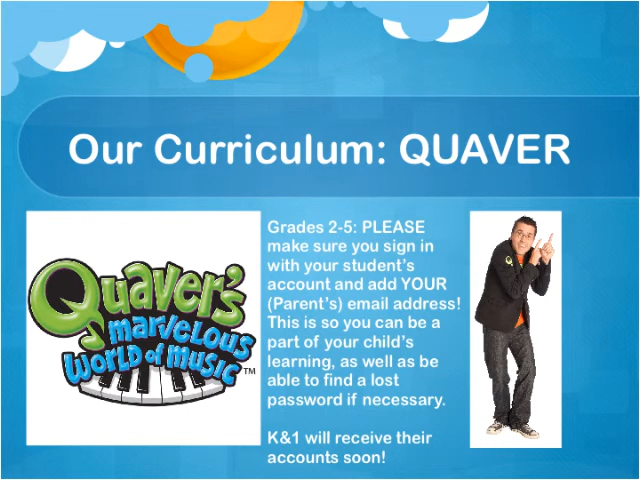 Our Curriculum: QUAVER
Quaver's
marvelous
World of Music
TM
Grades 2-5: PLEASE
make sure you sign in
with your student's
account and add YOUR
(Parent's) email address!
This is so you can be a
part of your child's
learning, as well as be
able to find a lost
password if necessary.
K&1 will receive their
accounts soon!